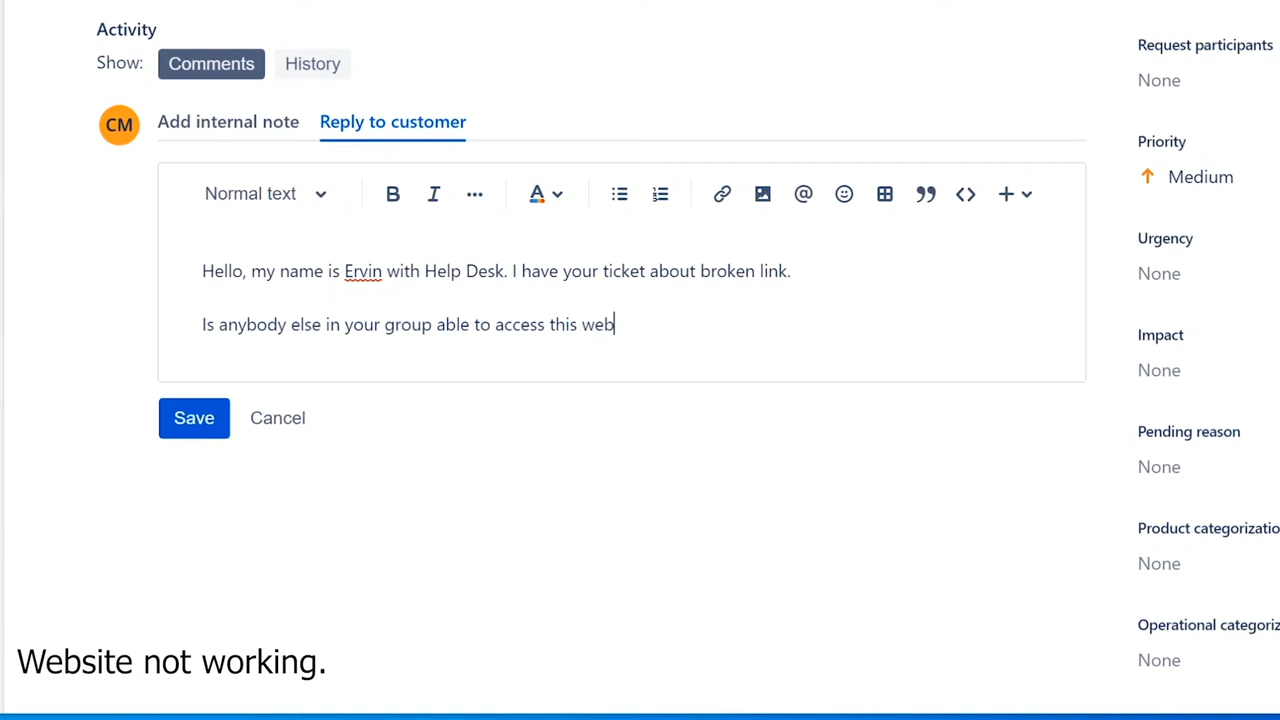 Activity
Show: Comments History
CM Add internal note Reply to customer
Normal text B I A @
Hello, my name is Ervin with Help Desk. I have your ticket about broken link.
Is anybody else in your group able to access this web
Save Cancel
Request participants
None
Priority
Medium
Urgency
None
Impact
None
Pending reason
None
Product categorizatio
None
Operational categoriz
None
Website not working.